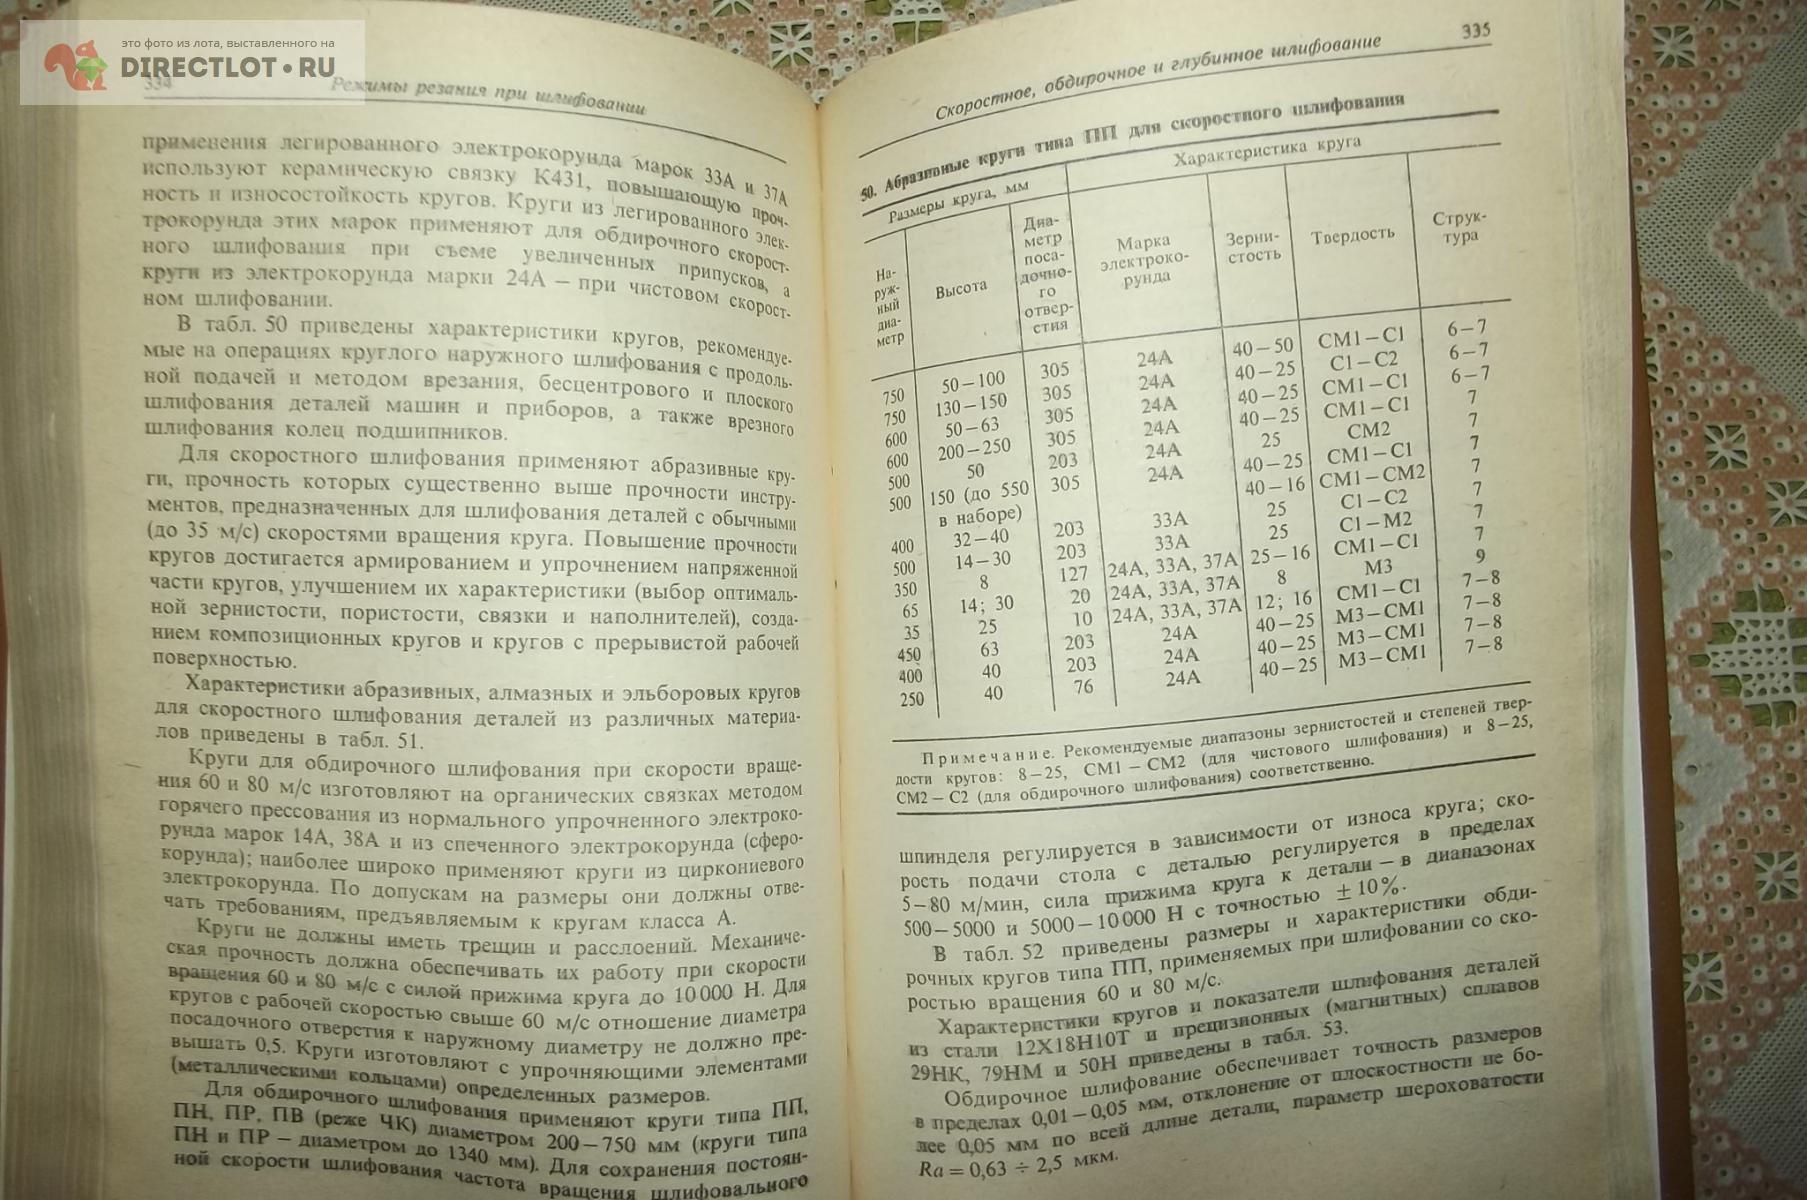 334
Режимы резания при шлифовании
применения легированного электрокорунда марок 33А и 37А
используют керамическую связку К431, повышающую проч-
ность и износостойкость кругов. Круги из легированного элек-
трокорунда этих марок применяют для обдирочного скорост-
ного шлифования при съеме увеличенных припусков, а
круги из электрокорунда марки 24А – при чистовом скорост-
ном шлифовании.
В табл. 50 приведены характеристики кругов, рекомендуе-
мые на операциях круглого наружного шлифования с продоль-
ной подачей и методом врезания, бесцентрового и плоского
шлифования деталей машин и приборов, а также врезного
шлифования колец подшипников.
Для скоростного шлифования применяют абразивные кру-
ги, прочность которых существенно выше прочности инстру-
ментов, предназначенных для шлифования деталей с обычными
(до 35 м/с) скоростями вращения круга. Повышение прочности
кругов достигается армированием и упрочнением напряженной
части кругов, улучшением их характеристики (выбор оптималь-
ной зернистости, пористости, связки и наполнителей), созда-
нием композиционных кругов и кругов с прерывистой рабочей
поверхностью.
Характеристики абразивных, алмазных и эльборовых кругов
для скоростного шлифования деталей из различных материа-
лов приведены в табл. 51.
Круги для обдирочного шлифования при скорости враще-
ния 60 и 80 м/с изготовляют на органических связках методом
горячего прессования из нормального упрочненного электроко-
рунда марок 14А, 38А и из спеченного электрокорунда (сферо-
корунда); наиболее широко применяют круги из циркониевого
электрокорунда. По допускам на размеры они должны отве-
чать требованиям, предъявляемым к кругам класса А.
Круги не должны иметь трещин и расслоений. Механиче-
ская прочность должна обеспечивать их работу при скорости
вращения 60 и 80 м/с с силой прижима круга до 10 000 Н. Для
кругов с рабочей скоростью свыше 60 м/с отношение диаметра
посадочного отверстия к наружному диаметру не должно пре-
вышать 0,5. Круги изготовляют с упрочняющими элементами
(металлическими кольцами) определенных размеров.
Для обдирочного шлифования применяют круги типа ПП,
ПН, ПР, ПВ (реже ЧК) диаметром 200–750 мм (круги типа
ПН и ПР – диаметром до 1340 мм). Для сохранения постоян-
ной скорости шлифования частота вращения шлифовального
Скоростное, обдирочное и глубинное шлифование
335
50. Абразивные круги типа ПП для скоростного шлифования
Размеры круга, мм
Характеристика круга
На-
руж-
ный
диа-
метр
Высота
Диа-
метр
поса-
дочно-
го
отвер-
стия
Марка
электроко-
рунда
Зерни-
стость
Твердость
Струк-
тура
750 50–100 305 24А 40–50 СМ1–С1 6–7
750 130–150 305 24А 40–25 С1–С2 6–7
600 50–63 305 24А 40–25 СМ1–С1 6–7
600 200–250 305 24А 40–25 СМ1–С1 7
500 50 203 24А 25 СМ2 7
500 150 (до 550 305 24А 40–25 СМ1–С1 7
в наборе) 40–16 СМ1–СМ2 7
400 32–40 203 33А 25 С1–С2 7
500 14–30 203 33А 25 С1–М2 7
350 8 127 24А, 33А, 37А 25–16 СМ1–С1 7
65 14; 30 20 24А, 33А, 37А 8 М3 9
35 25 10 24А, 33А, 37А 12; 16 СМ1–С1 7–8
450 63 203 24А 40–25 М3–СМ1 7–8
400 40 203 24А 40–25 М3–СМ1 7–8
250 40 76 24А 40–25 М3–СМ1 7–8
Примечание. Рекомендуемые диапазоны зернистостей и степеней твер-
дости кругов: 8–25, СМ1–СМ2 (для чистового шлифования) и 8–25,
СМ2–С2 (для обдирочного шлифования) соответственно.
шпинделя регулируется в зависимости от износа круга; ско-
рость подачи стола с деталью регулируется в пределах
5–80 м/мин, сила прижима круга к детали – в диапазонах
500–5000 и 5000–10 000 Н с точностью ±10%.
В табл. 52 приведены размеры и характеристики обди-
рочных кругов типа ПП, применяемых при шлифовании со ско-
ростью вращения 60 и 80 м/с.
Характеристики кругов и показатели шлифования деталей
из стали 12Х18Н10Т и прецизионных (магнитных) сплавов
29НК, 79НМ и 50Н приведены в табл. 53.
Обдирочное шлифование обеспечивает точность размеров
в пределах 0,01–0,05 мм, отклонение от плоскостности не бо-
лее 0,05 мм по всей длине детали, параметр шероховатости
Ra = 0,63 ÷ 2,5 мкм.
это фото из лота, выставленного на
DIRECTLOT•RU